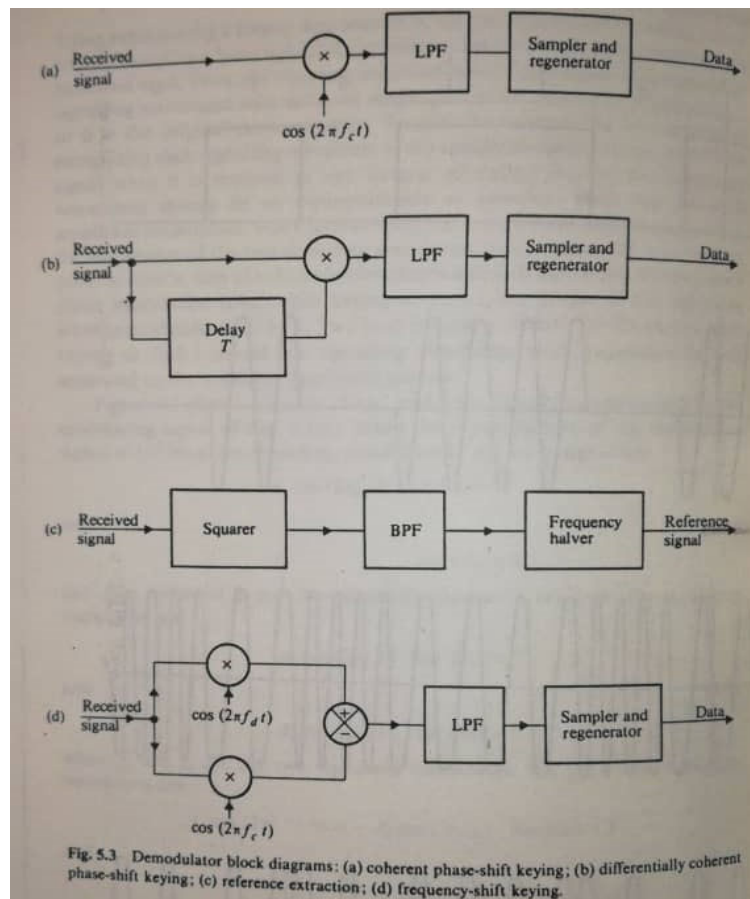 (a) Received signal
×
cos (2πf_c t)
LPF
Sampler and
regenerator
Data
(b) Received signal
Delay
T
×
LPF
Sampler and
regenerator
Data
(c) Received signal
Squarer
BPF
Frequency
halver
Reference
signal
(d) Received signal
×
cos (2πf_d t)
×
cos (2πf_c t)
+
−
LPF
Sampler and
regenerator
Data
Fig. 5.3 Demodulator block diagrams: (a) coherent phase-shift keying; (b) differentially coherent
phase-shift keying; (c) reference extraction; (d) frequency-shift keying.